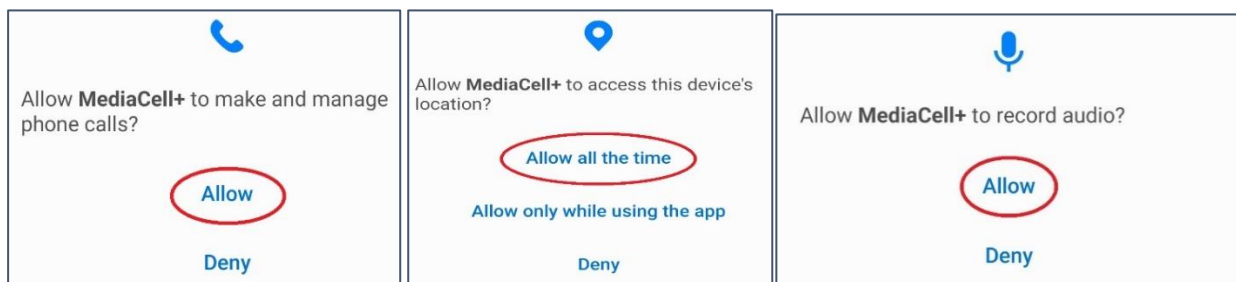 Allow MediaCell+ to make and manage
phone calls?
Allow
Deny
Allow MediaCell+ to access this device's
location?
Allow all the time
Allow only while using the app
Deny
Allow MediaCell+ to record audio?
Allow
Deny